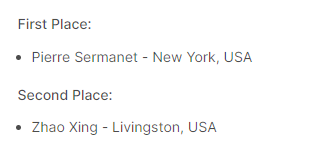 First Place:
• Pierre Sermanet - New York, USA
Second Place:
• Zhao Xing - Livingston, USA